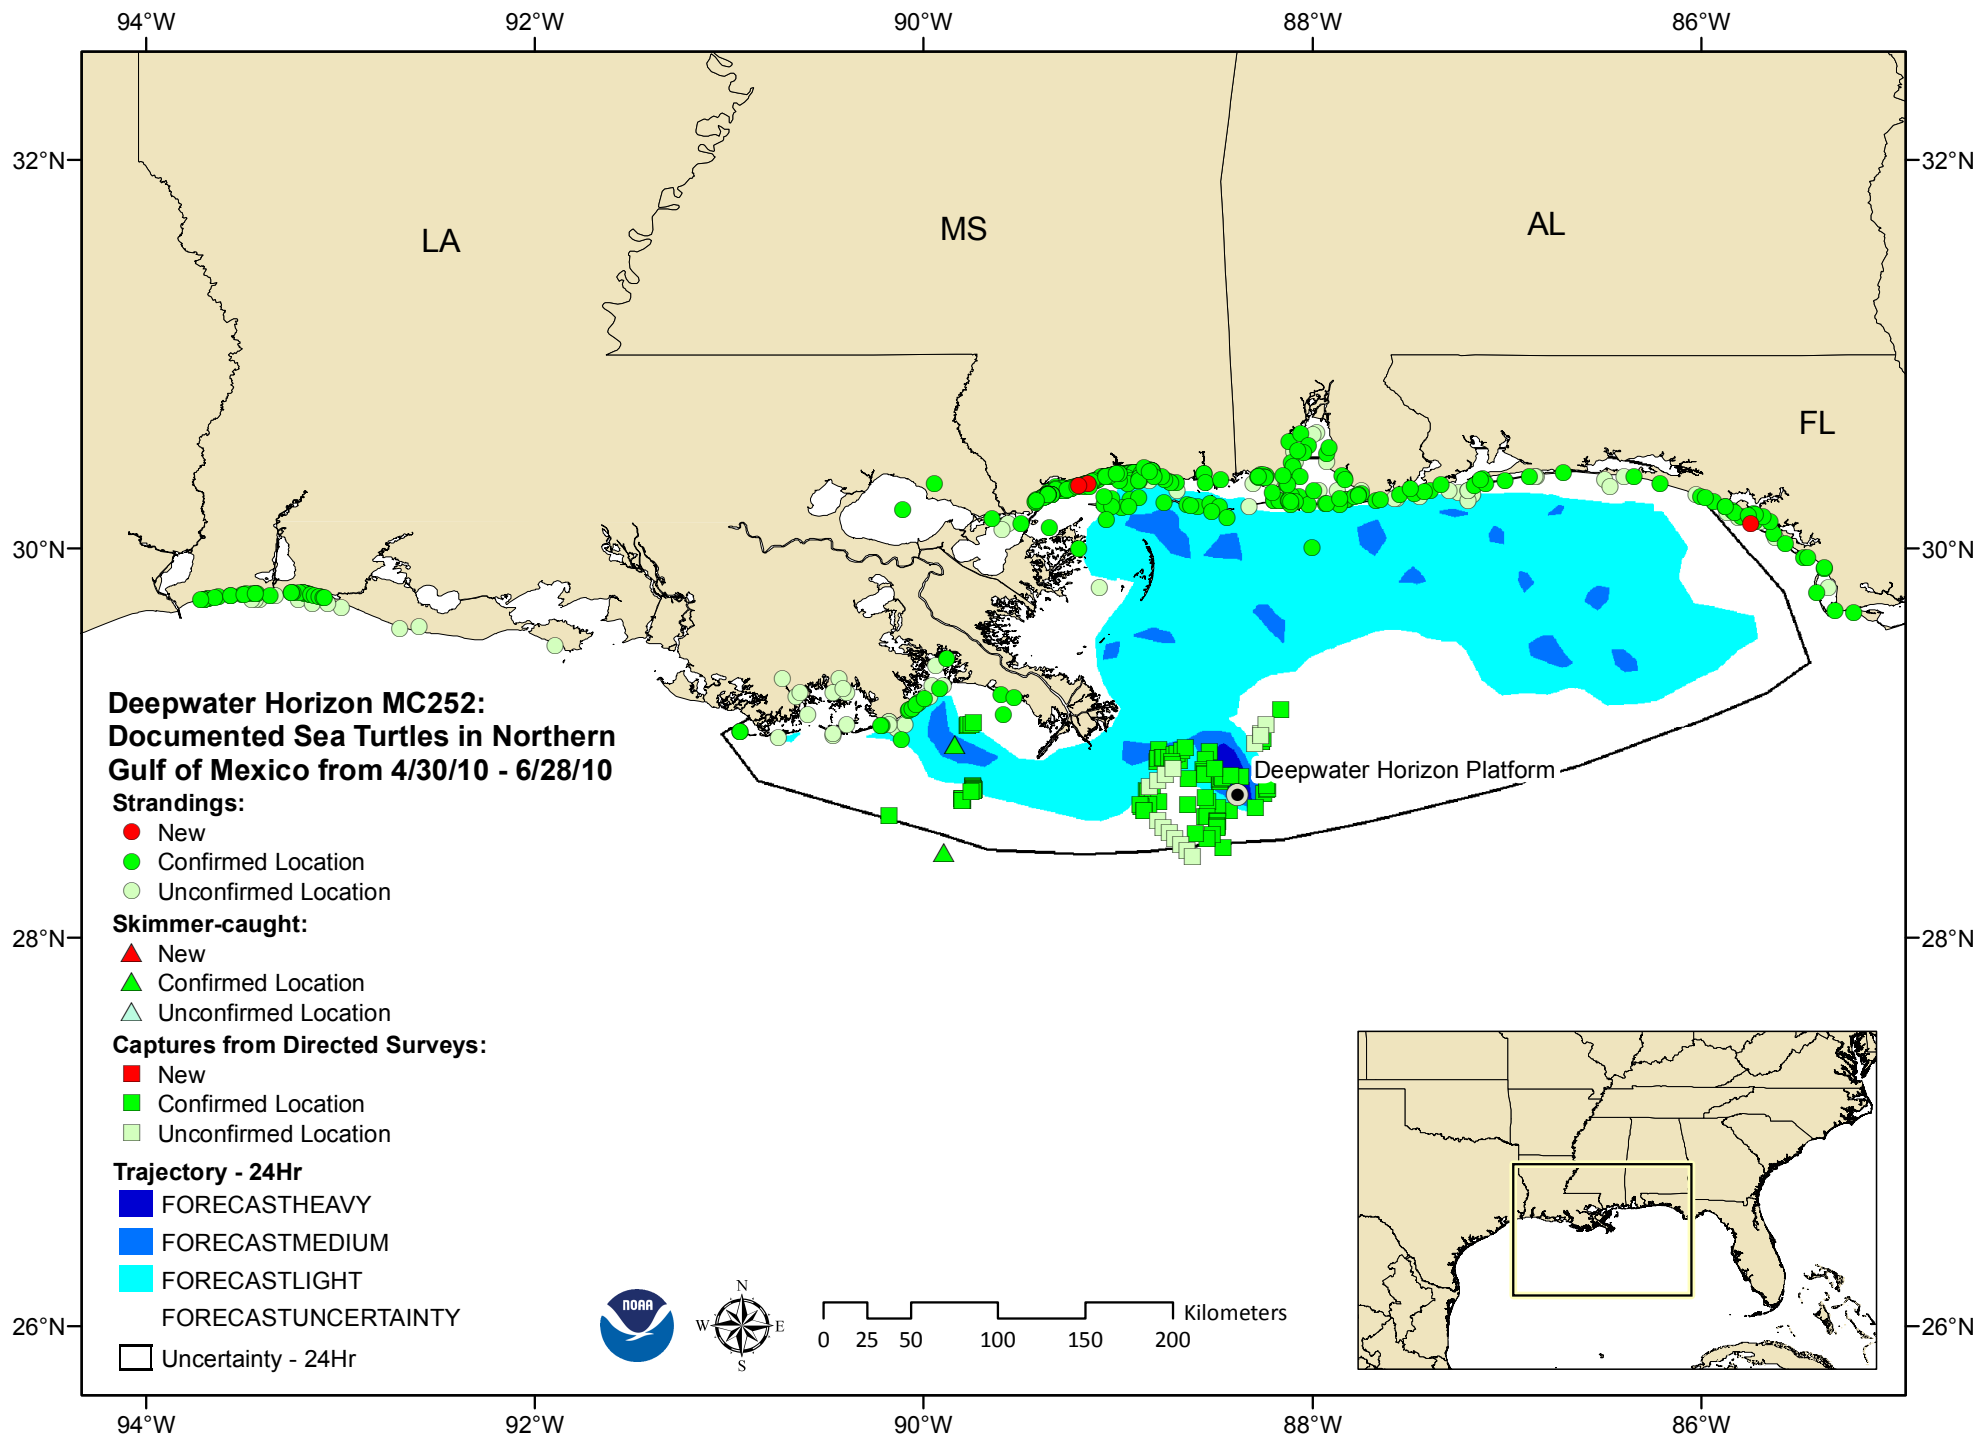 94°W 92°W 90°W 88°W 86°W
32°N 32°N
LA MS AL
FL
30°N 30°N
Deepwater Horizon MC252:
Documented Sea Turtles in Northern
Gulf of Mexico from 4/30/10 - 6/28/10
Deepwater Horizon Platform
Strandings:
New
Confirmed Location
Unconfirmed Location
Skimmer-caught:
New
Confirmed Location
Unconfirmed Location
Captures from Directed Surveys:
New
Confirmed Location
Unconfirmed Location
28°N 28°N
Trajectory - 24Hr
FORECASTHEAVY
FORECASTMEDIUM
FORECASTLIGHT
FORECASTUNCERTAINTY
Uncertainty - 24Hr
NOAA
N
W E
S
Kilometers
0 25 50 100 150 200
26°N 26°N
94°W 92°W 90°W 88°W 86°W